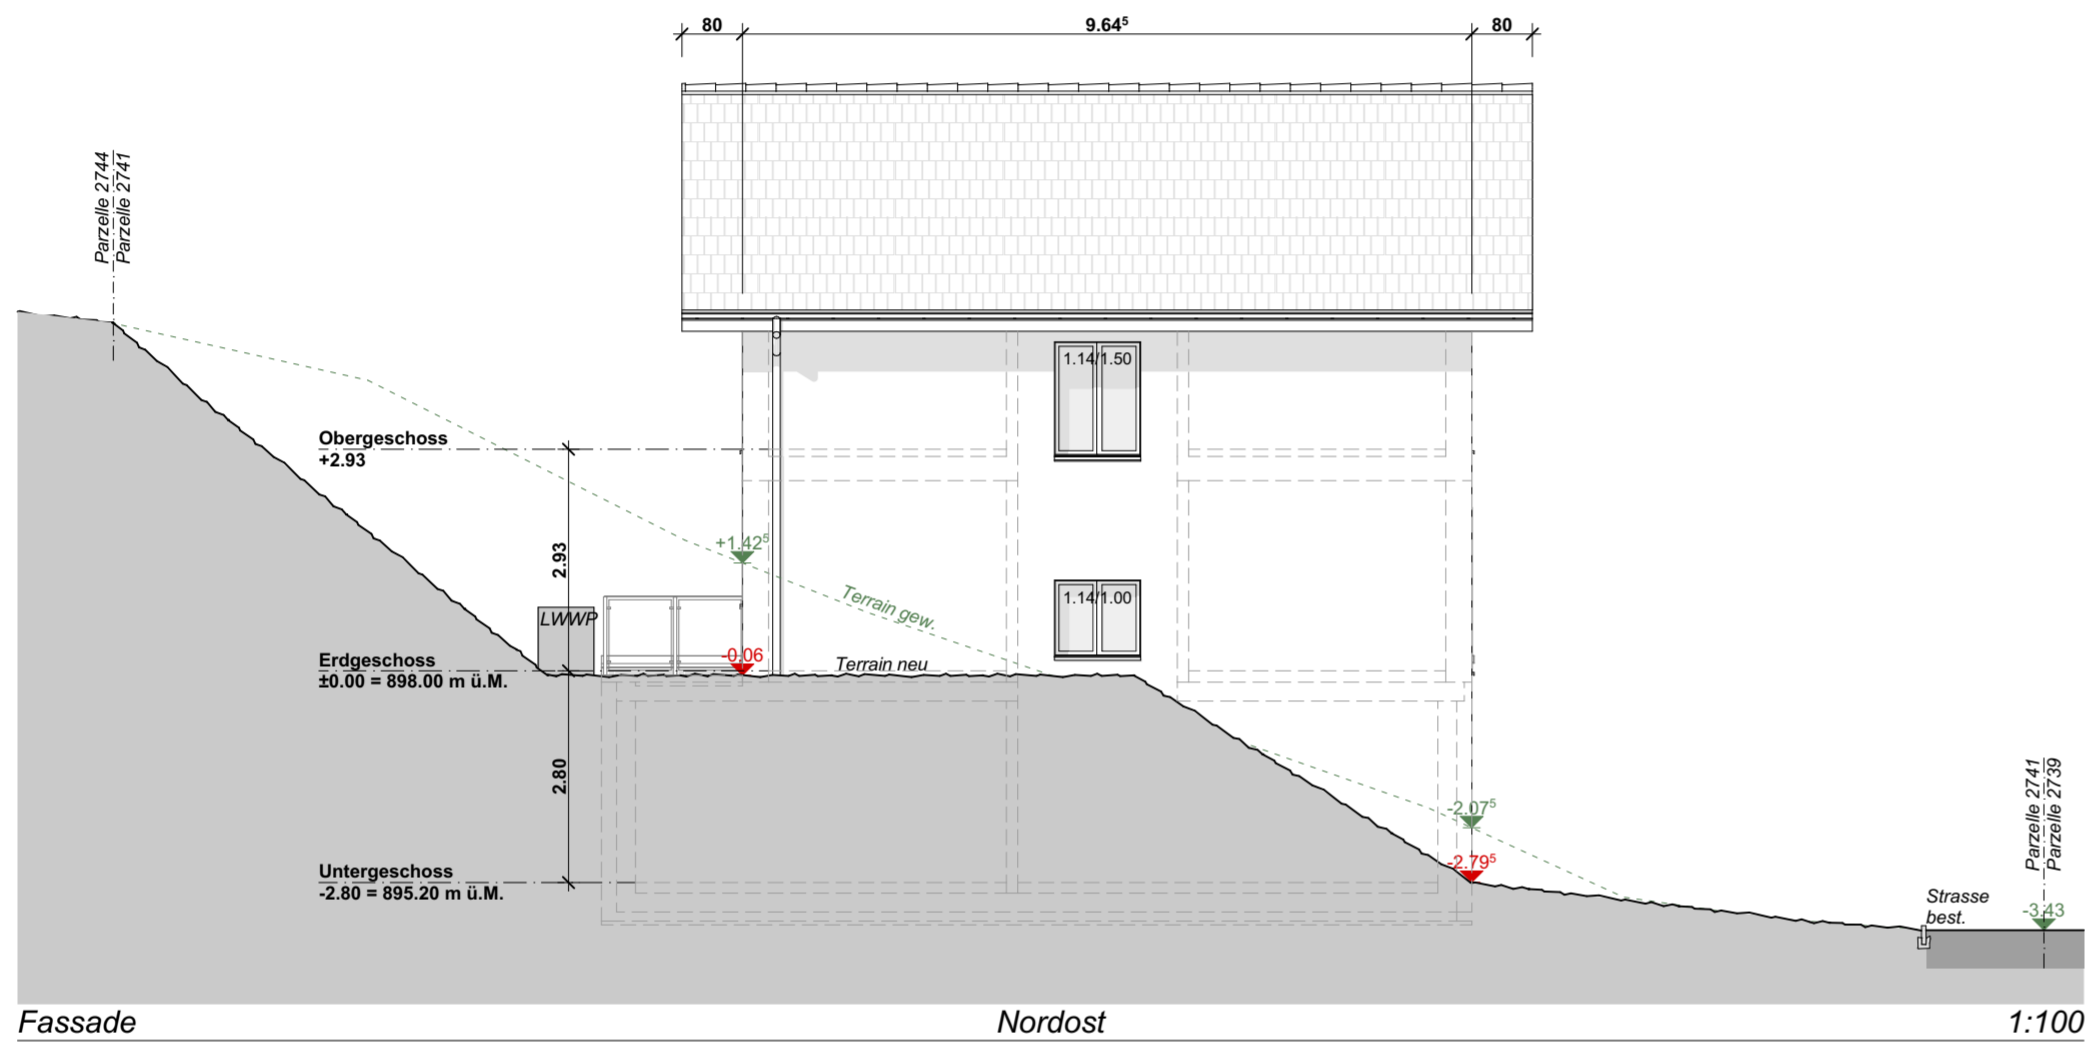 80
9.64⁵
80
Parzelle 2744
Parzelle 2741
1.14/1.50
Obergeschoss
+2.93
2.93
+1.42⁵
Terrain gew.
1.14/1.00
LWWP
-0.06
Terrain neu
Erdgeschoss
±0.00 = 898.00 m ü.M.
2.80
-2.07⁵
Parzelle 2741
Parzelle 2739
Untergeschoss
-2.80 = 895.20 m ü.M.
-2.79⁵
Strasse
best.
-3.43
Fassade
Nordost
1:100